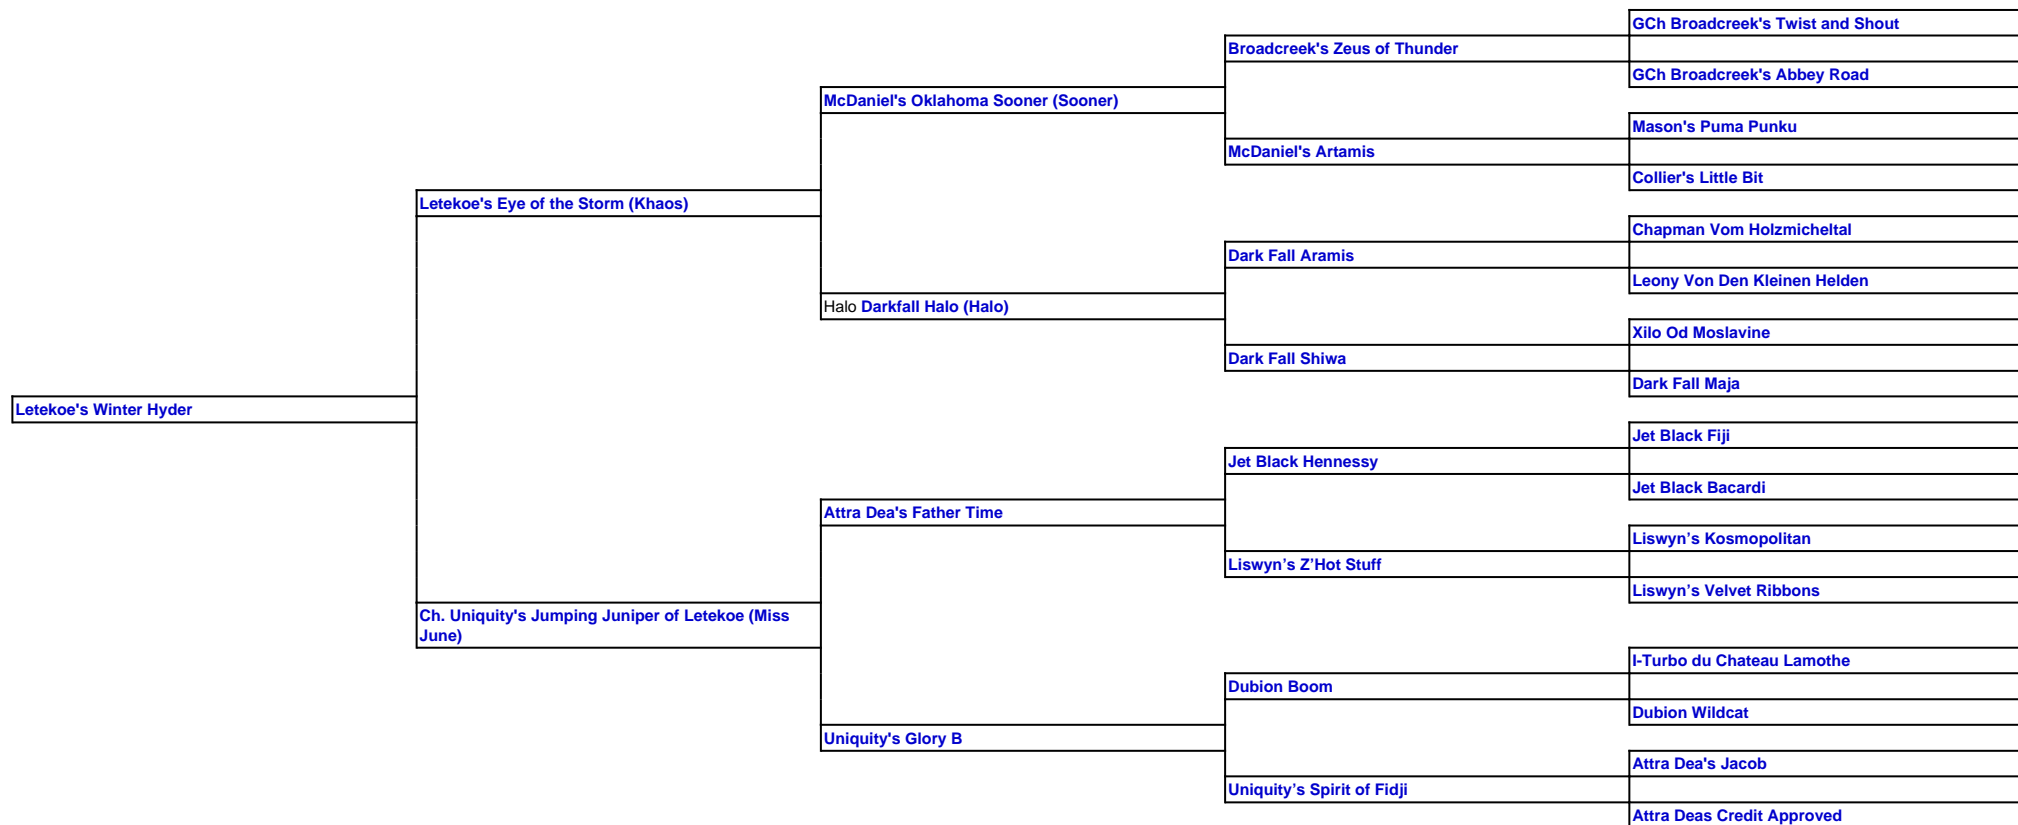 GCh Broadcreek's Twist and Shout
Broadcreek's Zeus of Thunder
GCh Broadcreek's Abbey Road
McDaniel's Oklahoma Sooner (Sooner)
Mason's Puma Punku
McDaniel's Artamis
Collier's Little Bit
Letekoe's Eye of the Storm (Khaos)
Chapman Vom Holzmicheltal
Dark Fall Aramis
Leony Von Den Kleinen Helden
Halo Darkfall Halo (Halo)
Xilo Od Moslavine
Dark Fall Shiwa
Dark Fall Maja
Letekoe's Winter Hyder
Jet Black Fiji
Jet Black Hennessy
Jet Black Bacardi
Attra Dea's Father Time
Liswyn’s Kosmopolitan
Liswyn’s Z’Hot Stuff
Liswyn’s Velvet Ribbons
Ch. Uniquity's Jumping Juniper of Letekoe (Miss
June)
I-Turbo du Chateau Lamothe
Dubion Boom
Dubion Wildcat
Uniquity's Glory B
Attra Dea's Jacob
Uniquity’s Spirit of Fidji
Attra Deas Credit Approved